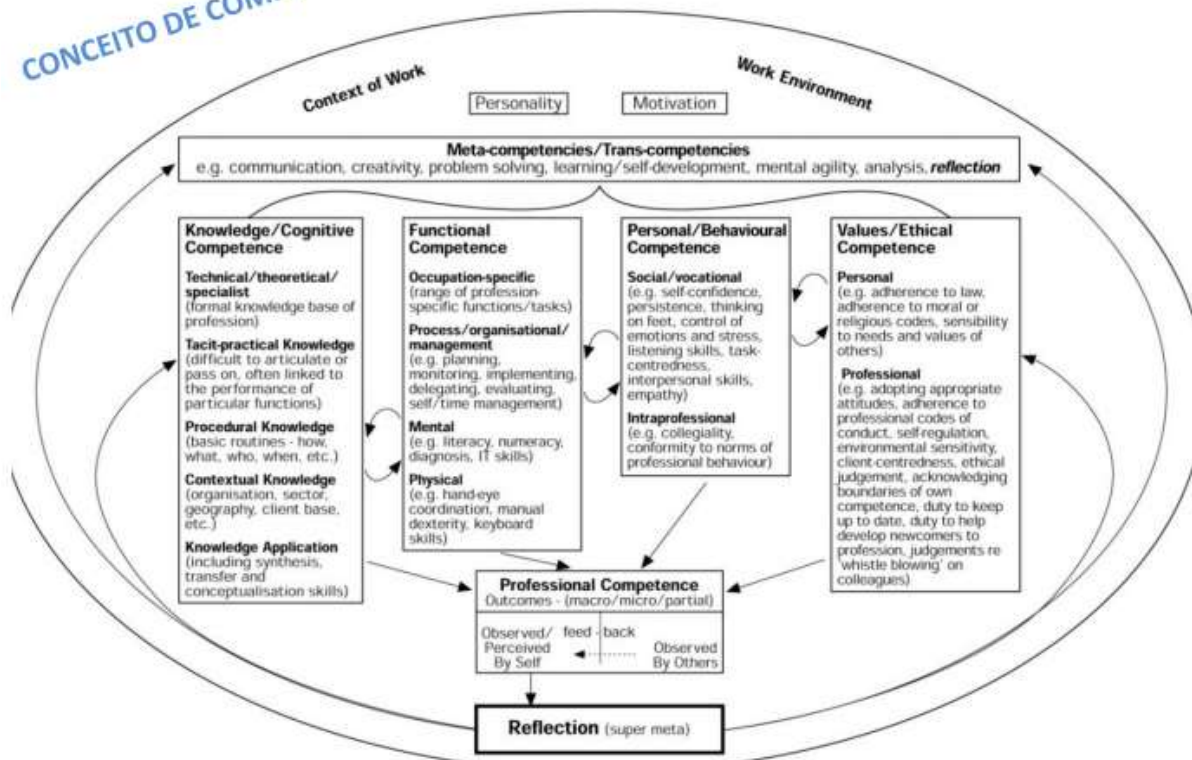 CONCEITO DE
Context of Work
Work Environment
Personality
Motivation
Meta-competencies/Trans-competencies
e.g. communication, creativity, problem solving, learning/self-development, mental agility, analysis, reflection
Knowledge/Cognitive
Competence
Technical/theoretical/
specialist
(formal knowledge base of
profession)
Tacit-practical Knowledge
(difficult to articulate or
pass on, often linked to
the performance of
particular functions)
Procedural Knowledge
(basic routines - how,
what, who, when, etc.)
Contextual Knowledge
(organisation, sector,
geography, client base,
etc.)
Knowledge Application
(including synthesis,
transfer and
conceptualisation skills)
Functional
Competence
Occupation-specific
(range of profession-
specific functions/tasks)
Process/organisational/
management
(e.g. planning,
monitoring, implementing,
delegating, evaluating,
self/time management)
Mental
(e.g. literacy, numeracy,
diagnosis, IT skills)
Physical
(e.g. hand-eye
coordination, manual
dexterity, keyboard
skills)
Personal/Behavioural
Competence
Social/vocational
(e.g. self-confidence,
persistence, thinking
on feet, control of
emotions and stress,
listening skills, task-
centredness,
interpersonal skills,
empathy)
Intraprofessional
(e.g. collegiality,
conformity to norms of
professional behaviour)
Values/Ethical
Competence
Personal
(e.g. adherence to law,
adherence to moral or
religious codes, sensibility
to needs and values of
others)
Professional
(e.g. adopting appropriate
attitudes, adherence to
professional codes of
conduct, self-regulation,
environmental sensitivity,
client-centredness, ethical
judgement, acknowledging
boundaries of own
competence, duty to keep
up to date, duty to help
develop newcomers to
profession, judgements re
'whistle blowing' on
colleagues)
Professional Competence
Outcomes - (macro/micro/partial)
Observed/
Perceived
By Self
feed - back
Observed
By Others
Reflection (super meta)